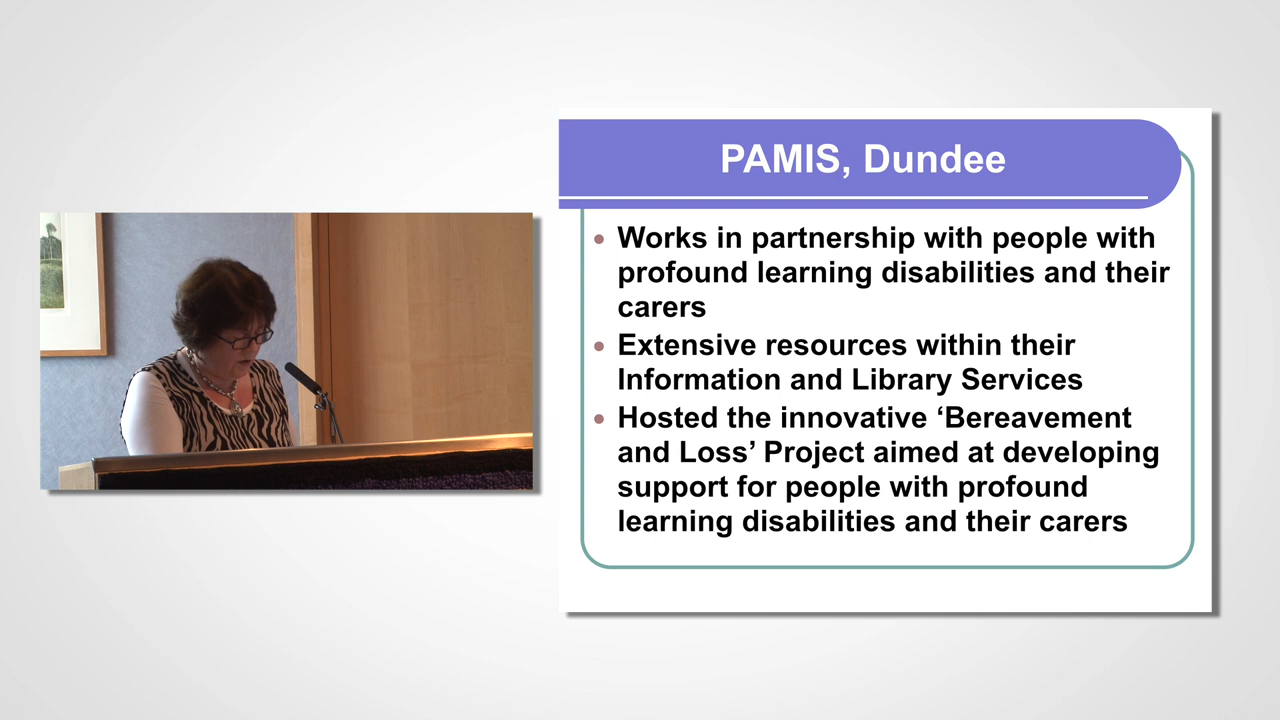 PAMIS, Dundee
• Works in partnership with people with
profound learning disabilities and their
carers
• Extensive resources within their
Information and Library Services
• Hosted the innovative ‘Bereavement
and Loss’ Project aimed at developing
support for people with profound
learning disabilities and their carers